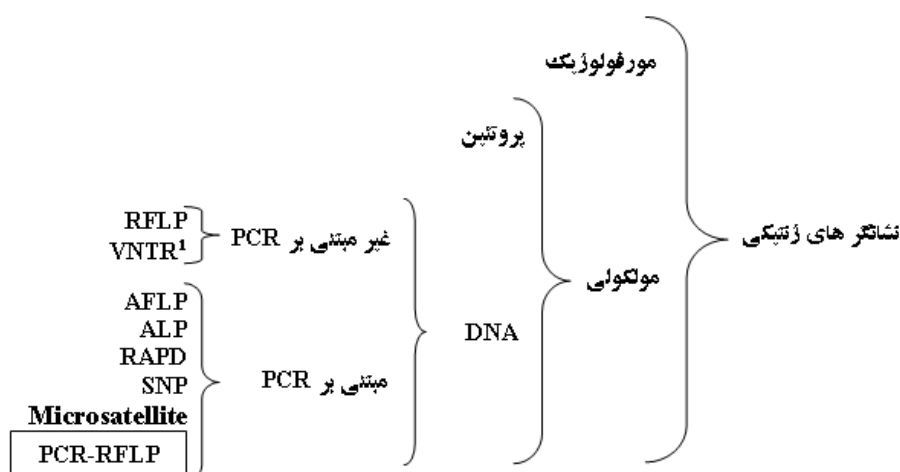 مورفولوژیک
پروتئین
RFLP
VNTR¹
غیر مبتنی بر PCR
نشانگر های ژنتیکی
مولکولی
AFLP
ALP
RAPD
SNP
Microsatellite
PCR-RFLP
مبتنی بر PCR
DNA